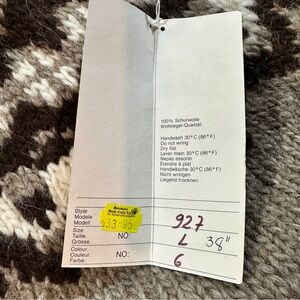 100% Schurwolle
Wollsiegel-Qualität
Handwash 30°C (86°F)
Do not wring
Dry flat
Laver main 30°C (86°F)
Nepas essorer
Etendre à plat
Handwäsche 30°C (86°F)
Nicht wringen
Liegend trocknen
Style
Modele
Modell
927
Size
Taille.
Grösse.
NO:
L 38"
Colour.
Couleur.
Farbe.
NO:
6